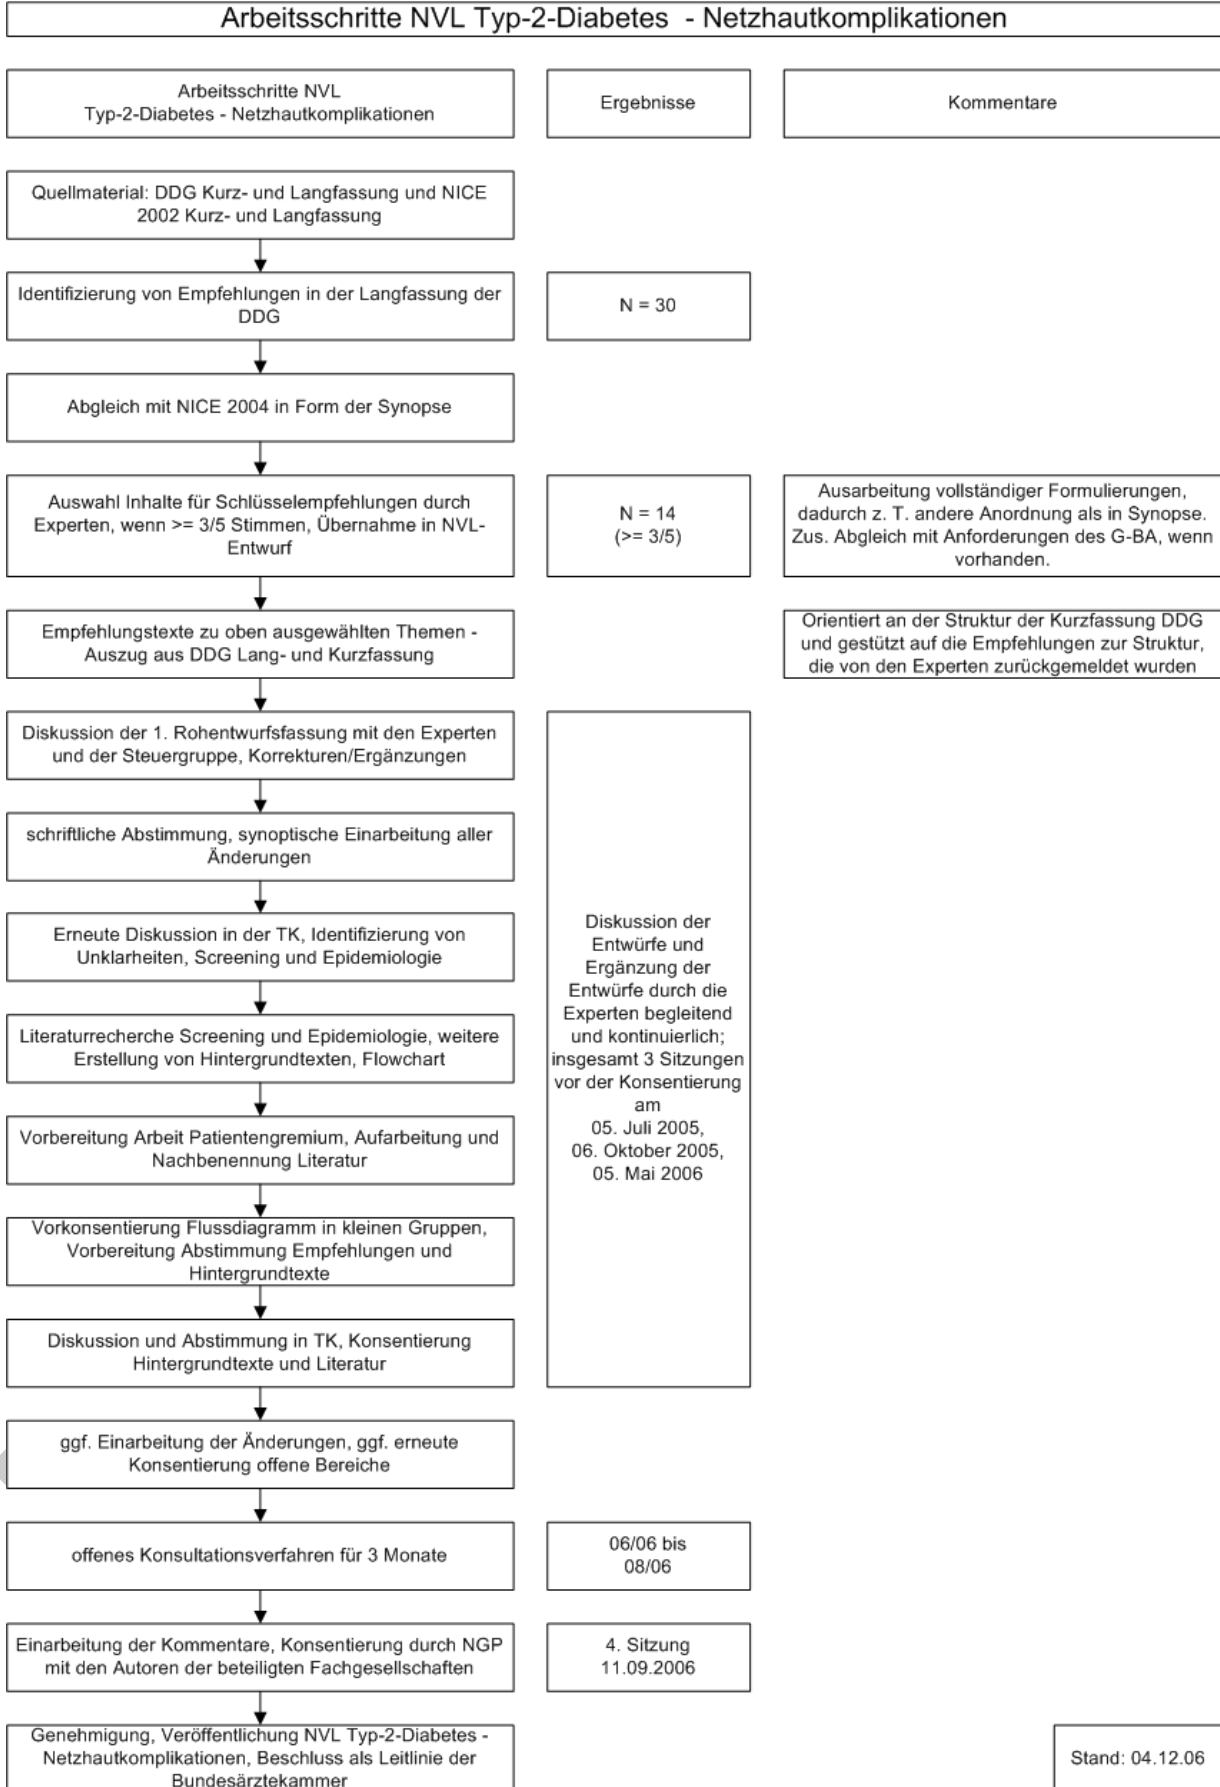 Arbeitsschritte NVL Typ-2-Diabetes - Netzhautkomplikationen
Arbeitsschritte NVL
Typ-2-Diabetes - Netzhautkomplikationen
Ergebnisse
Kommentare
Quellmaterial: DDG Kurz- und Langfassung und NICE
2002 Kurz- und Langfassung
Identifizierung von Empfehlungen in der Langfassung der
DDG
N = 30
Abgleich mit NICE 2004 in Form der Synopse
Auswahl Inhalte für Schlüsselempfehlungen durch
Experten, wenn >= 3/5 Stimmen, Übernahme in NVL-
Entwurf
N = 14
(>= 3/5)
Ausarbeitung vollständiger Formulierungen,
dadurch z. T. andere Anordnung als in Synopse.
Zus. Abgleich mit Anforderungen des G-BA, wenn
vorhanden.
Empfehlungstexte zu oben ausgewählten Themen -
Auszug aus DDG Lang- und Kurzfassung
Orientiert an der Struktur der Kurzfassung DDG
und gestützt auf die Empfehlungen zur Struktur,
die von den Experten zurückgemeldet wurden
Diskussion der 1. Rohentwurfsfassung mit den Experten
und der Steuergruppe, Korrekturen/Ergänzungen
schriftliche Abstimmung, synoptische Einarbeitung aller
Änderungen
Erneute Diskussion in der TK, Identifizierung von
Unklarheiten, Screening und Epidemiologie
Literaturrecherche Screening und Epidemiologie, weitere
Erstellung von Hintergrundtexten, Flowchart
Vorbereitung Arbeit Patientengremium, Aufarbeitung und
Nachbenennung Literatur
Vorkonsentierung Flussdiagramm in kleinen Gruppen,
Vorbereitung Abstimmung Empfehlungen und
Hintergrundtexte
Diskussion und Abstimmung in TK, Konsentierung
Hintergrundtexte und Literatur
Diskussion der
Entwürfe und
Ergänzung der
Entwürfe durch die
Experten begleitend
und kontinuierlich;
insgesamt 3 Sitzungen
vor der Konsentierung
am
05. Juli 2005,
06. Oktober 2005,
05. Mai 2006
ggf. Einarbeitung der Änderungen, ggf. erneute
Konsentierung offene Bereiche
offenes Konsultationsverfahren für 3 Monate
06/06 bis
08/06
Einarbeitung der Kommentare, Konsentierung durch NGP
mit den Autoren der beteiligten Fachgesellschaften
4. Sitzung
11.09.2006
Genehmigung, Veröffentlichung NVL Typ-2-Diabetes -
Netzhautkomplikationen, Beschluss als Leitlinie der
Bundesärztekammer
Stand: 04.12.06